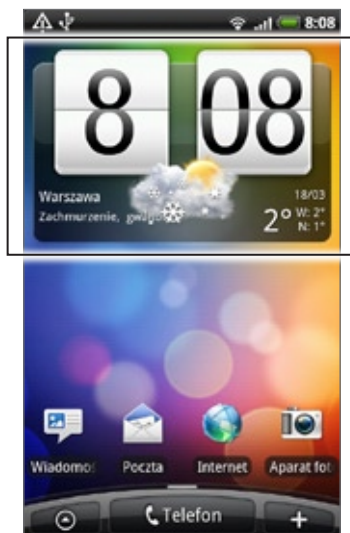 8:08
8 08
Warszawa 18/03
Zachmurzenie, 2° W: 2°
N: 1°
Wiadomoś Poczta Internet Aparat fot
Telefon